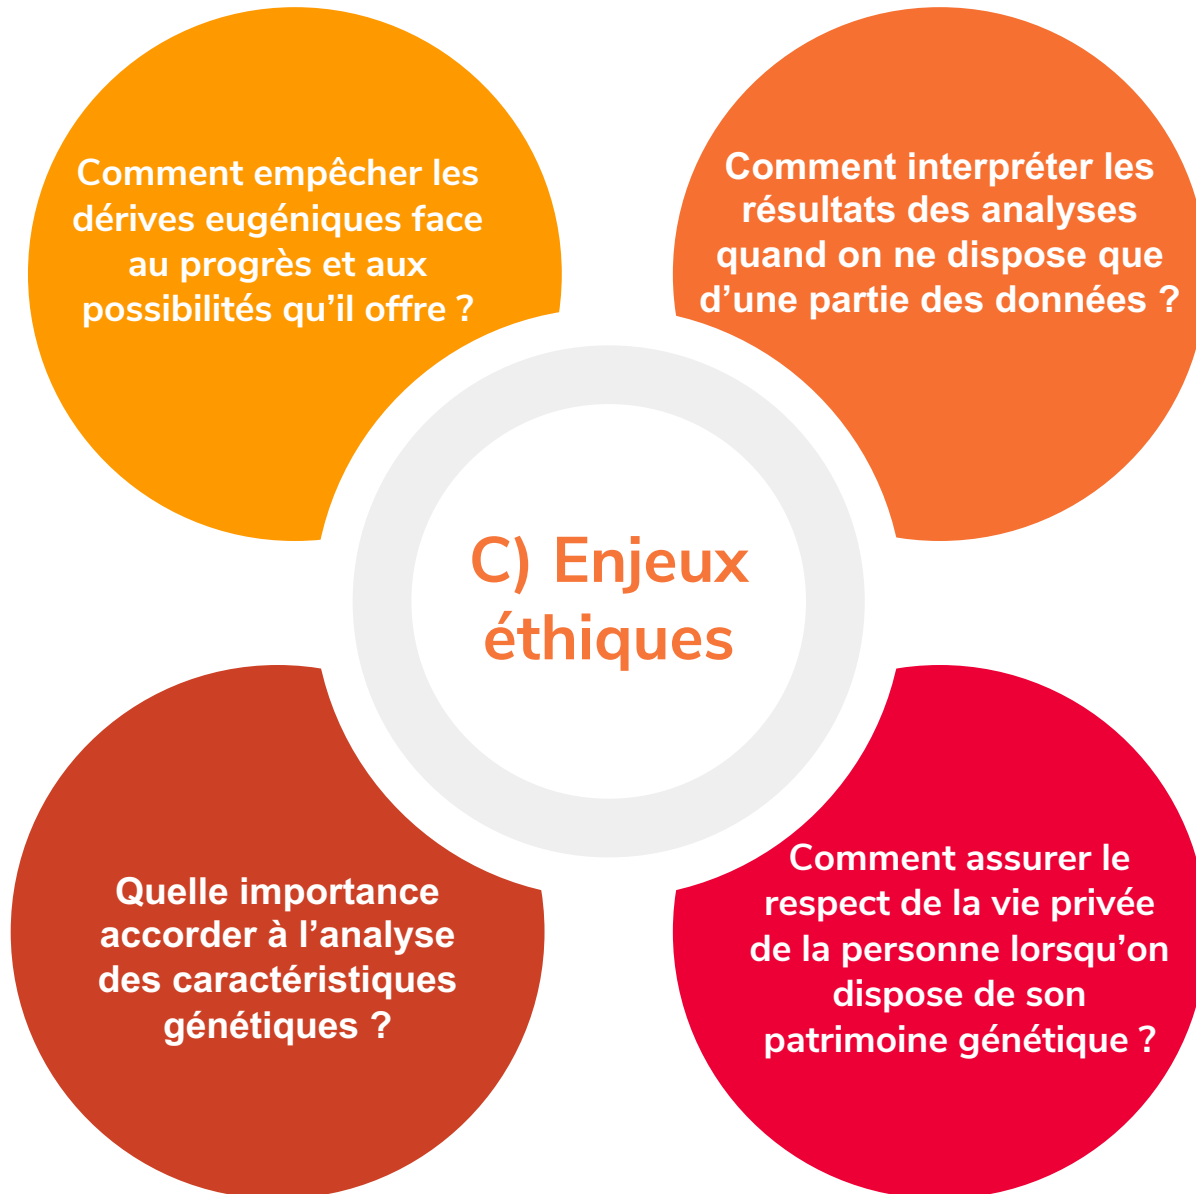 Comment empêcher les
dérives eugéniques face
au progrès et aux
possibilités qu’il offre ?
Comment interpréter les
résultats des analyses
quand on ne dispose que
d’une partie des données ?
C) Enjeux
éthiques
Quelle importance
accorder à l’analyse
des caractéristiques
génétiques ?
Comment assurer le
respect de la vie privée
de la personne lorsqu’on
dispose de son
patrimoine génétique ?